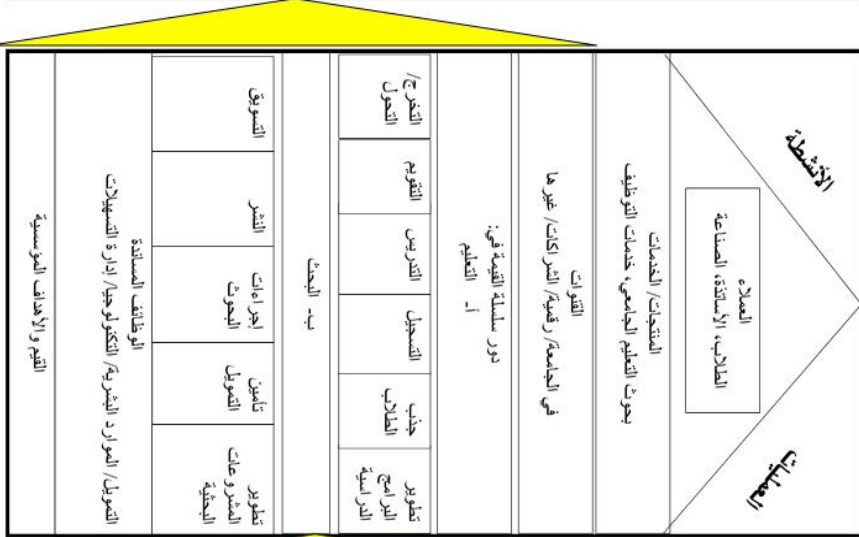 العمليات
الأنشطة
العملاء
الطلاب، الأساتذة، الصناعة
المنتجات/ الخدمات
بحوث التعليم الجامعي، خدمات التوظيف
القنوات
في الجامعة/ رقمية/ الشراكات/ غيرها
دور سلسلة القيمة في:
أ- التعليم
تطوير
البرامج
الدراسية
جذب
الطلاب
التسجيل
التدريس
التقويم
التخرج/
التحول
ب- البحث
تطوير
المشروعات
البحثية
تأمين
التمويل
إجراءات
البحوث
النشر
التسويق
الوظائف المساندة
التمويل/ الموارد البشرية/ التكنولوجيا/ إدارة التسهيلات
القيم والأهداف المؤسسية